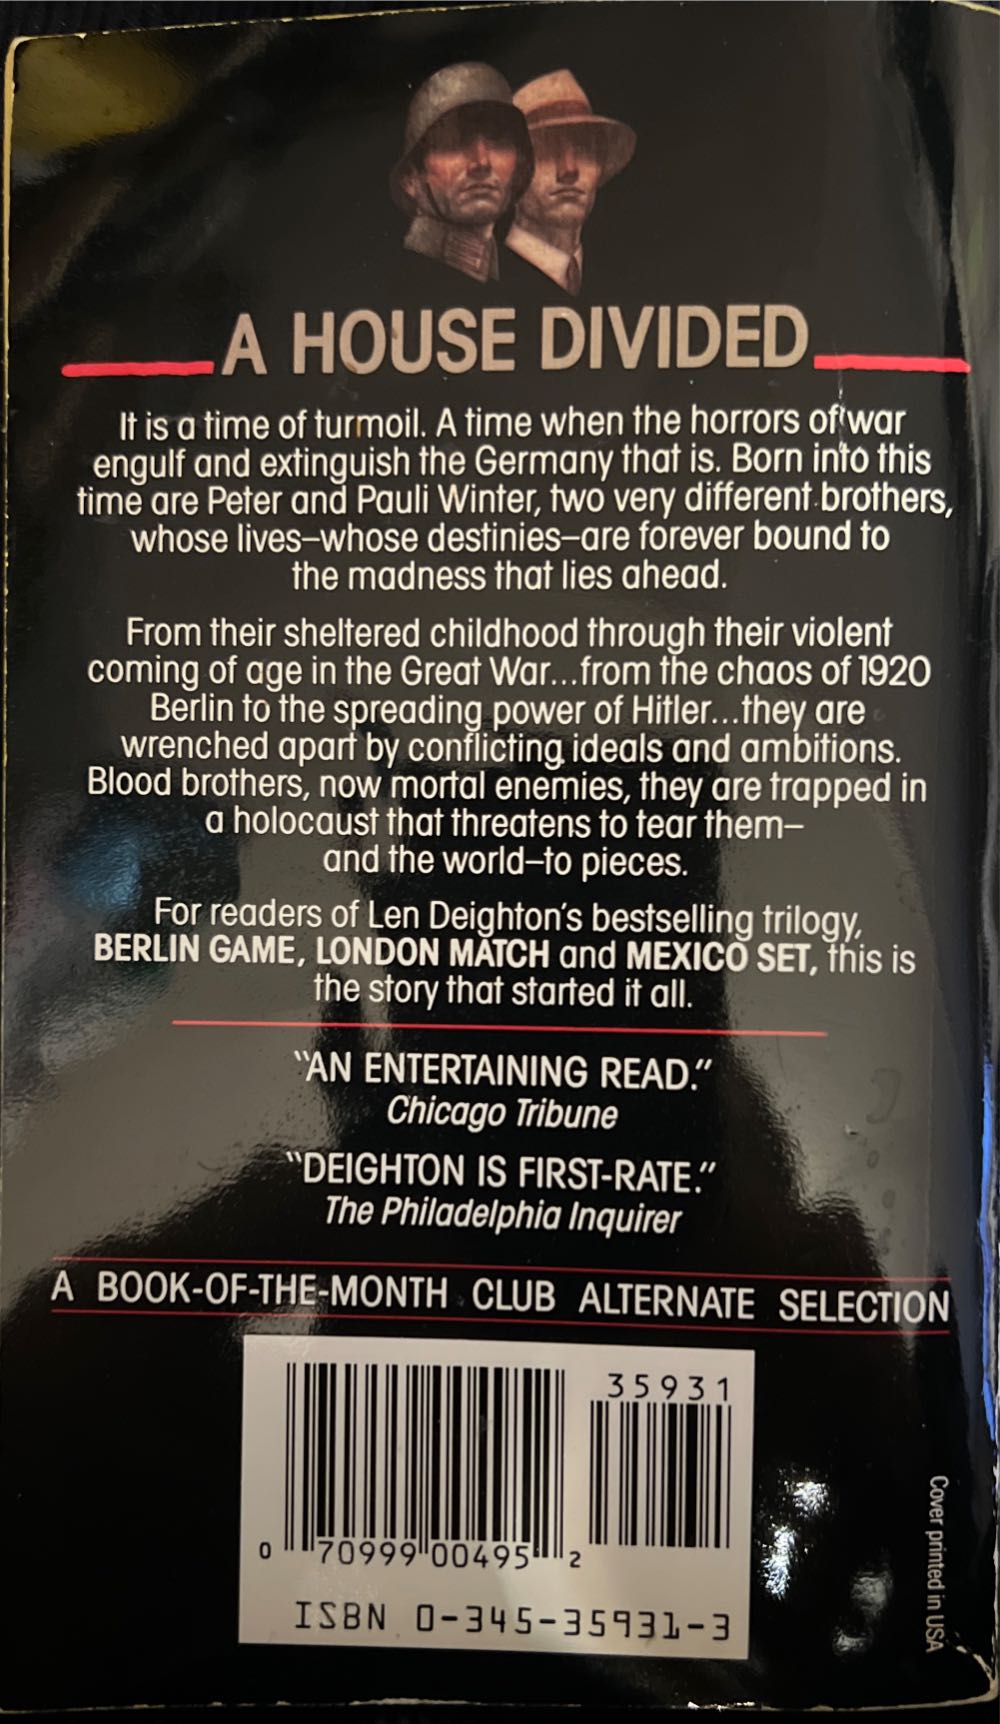 A HOUSE DIVIDED
It is a time of turmoil. A time when the horrors of war
engulf and extinguish the Germany that is. Born into this
time are Peter and Pauli Winter, two very different brothers,
whose lives—whose destinies—are forever bound to
the madness that lies ahead.
From their sheltered childhood through their violent
coming of age in the Great War...from the chaos of 1920
Berlin to the spreading power of Hitler...they are
wrenched apart by conflicting ideals and ambitions.
Blood brothers, now mortal enemies, they are trapped in
a holocaust that threatens to tear them—
and the world—to pieces.
For readers of Len Deighton's bestselling trilogy,
BERLIN GAME, LONDON MATCH and MEXICO SET, this is
the story that started it all.
"AN ENTERTAINING READ."
Chicago Tribune
"DEIGHTON IS FIRST-RATE."
The Philadelphia Inquirer
A BOOK-OF-THE-MONTH CLUB ALTERNATE SELECTION
35931
0 70999 00495 2
ISBN 0-345-35931-3
Cover printed in USA